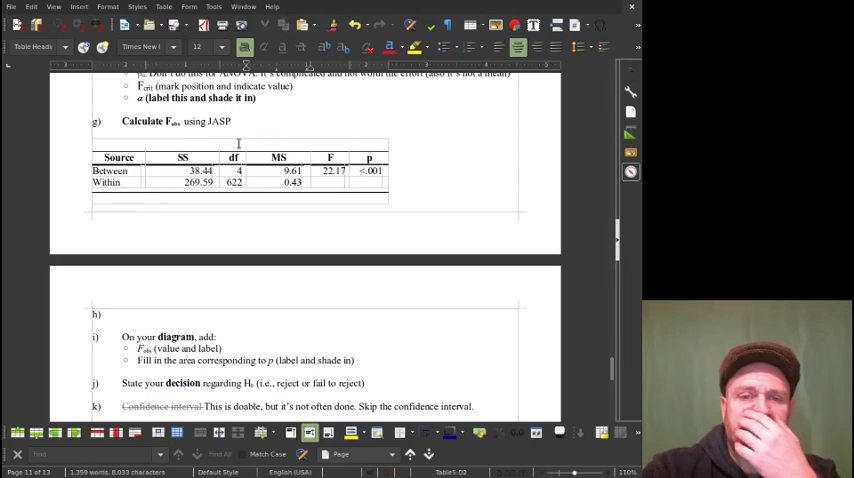 File Edit View Insert Format Styles Table Form Tools Window Help
Table Heads Times New 12
Don't do this for ANOVA. It's complicated and not worth the effort (also it's not a mean)
Fcrit (mark position and indicate value)
α (label this and shade it in)
g) Calculate Fobs using JASP
Source SS df MS F p
Between 38.44 4 9.61 22.17 <.001
Within 269.59 622 0.43
h)
i) On your diagram, add:
Fobs (value and label)
Fill in the area corresponding to p (label and shade in)
j) State your decision regarding H0 (i.e., reject or fail to reject)
k) Confidence interval This is doable, but it's not often done. Skip the confidence interval.
Find Find All Match Case Page
Page 11 of 13 1,359 words, 8,033 characters Default Style English (USA) Table5:D2 110%